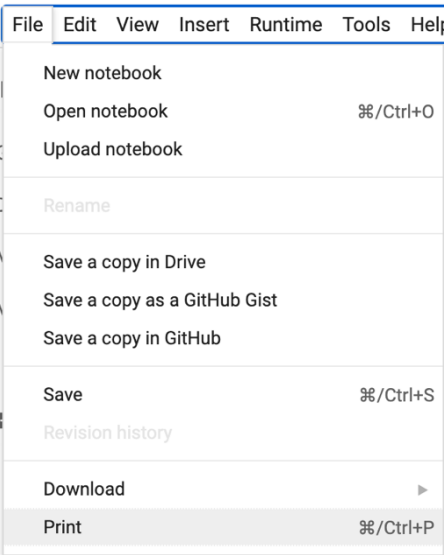 File Edit View Insert Runtime Tools Help
New notebook
Open notebook ⌘/Ctrl+O
Upload notebook
Rename
Save a copy in Drive
Save a copy as a GitHub Gist
Save a copy in GitHub
Save ⌘/Ctrl+S
Revision history
Download ▶
Print ⌘/Ctrl+P